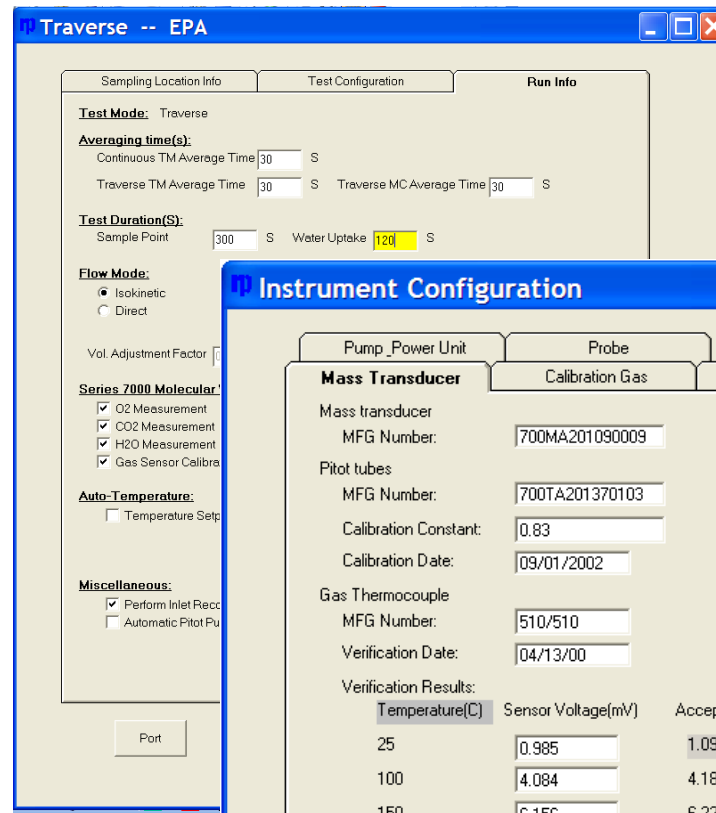 rp Traverse -- EPA
Sampling Location Info Test Configuration Run Info
Test Mode: Traverse
Averaging time(s):
Continuous TM Average Time 30 S
Traverse TM Average Time 30 S Traverse MC Average Time 30 S
Test Duration(S):
Sample Point 300 S Water Uptake 120 S
Flow Mode:
Isokinetic
Direct
Vol. Adjustment Factor
Series 7000 Molecular
O2 Measurement
CO2 Measurement
H2O Measurement
Gas Sensor Calibra
Auto-Temperature:
Temperature Setp
Miscellaneous:
Perform Inlet Reco
Automatic Pitot Pu
Port
rp Instrument Configuration
Pump_Power Unit Probe
Mass Transducer Calibration Gas
Mass transducer
MFG Number: 700MA201090009
Pitot tubes
MFG Number: 700TA201370103
Calibration Constant: 0.83
Calibration Date: 09/01/2002
Gas Thermocouple
MFG Number: 510/510
Verification Date: 04/13/00
Verification Results:
Temperature(C) Sensor Voltage(mV) Accep
25 0.985 1.09
100 4.084 4.18
150 6.156